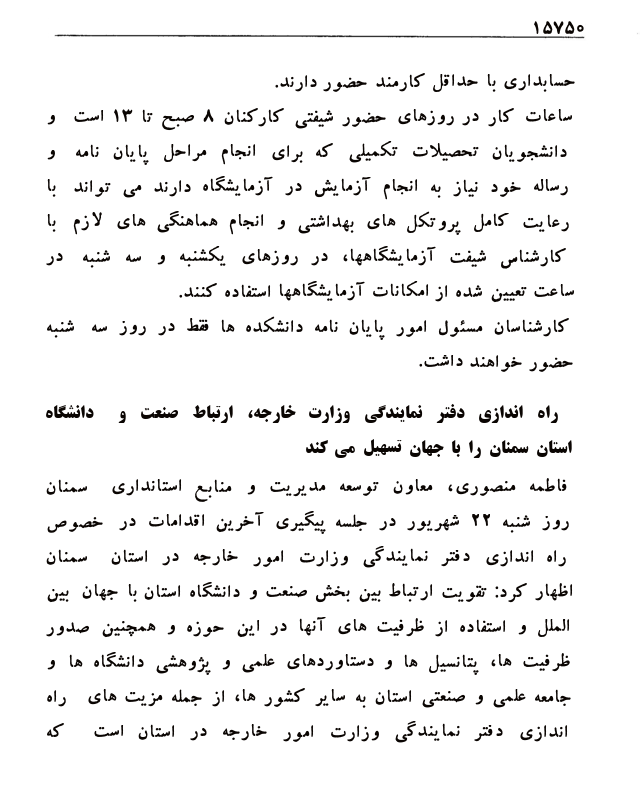 ۱۵۷۵۰
حسابداری با حداقل کارمند حضور دارند.
ساعات کار در روزهای حضور شیفتی کارکنان ۸ صبح تا ۱۳ است و
دانشجویان تحصیلات تکمیلی که برای انجام مراحل پایان نامه و
رساله خود نیاز به انجام آزمایش در آزمایشگاه دارند می تواند با
رعایت کامل پروتکل های بهداشتی و انجام هماهنگی های لازم با
کارشناس شیفت آزمایشگاهها، در روزهای یکشنبه و سه شنبه در
ساعت تعیین شده از امکانات آزمایشگاهها استفاده کنند.
کارشناسان مسئول امور پایان نامه دانشکده ها فقط در روز سه شنبه
حضور خواهند داشت.
راه اندازی دفتر نمایندگی وزارت خارجه، ارتباط صنعت و دانشگاه
استان سمنان را با جهان تسهیل می کند
فاطمه منصوری، معاون توسعه مدیریت و منابع استانداری سمنان
روز شنبه ۲۲ شهریور در جلسه پیگیری آخرین اقدامات در خصوص
راه اندازی دفتر نمایندگی وزارت امور خارجه در استان سمنان
اظهار کرد: تقویت ارتباط بین بخش صنعت و دانشگاه استان با جهان بین
الملل و استفاده از ظرفیت های آنها در این حوزه و همچنین صدور
ظرفیت ها، پتانسیل ها و دستاوردهای علمی و پژوهشی دانشگاه ها و
جامعه علمی و صنعتی استان به سایر کشور ها، از جمله مزیت های راه
اندازی دفتر نمایندگی وزارت امور خارجه در استان است که